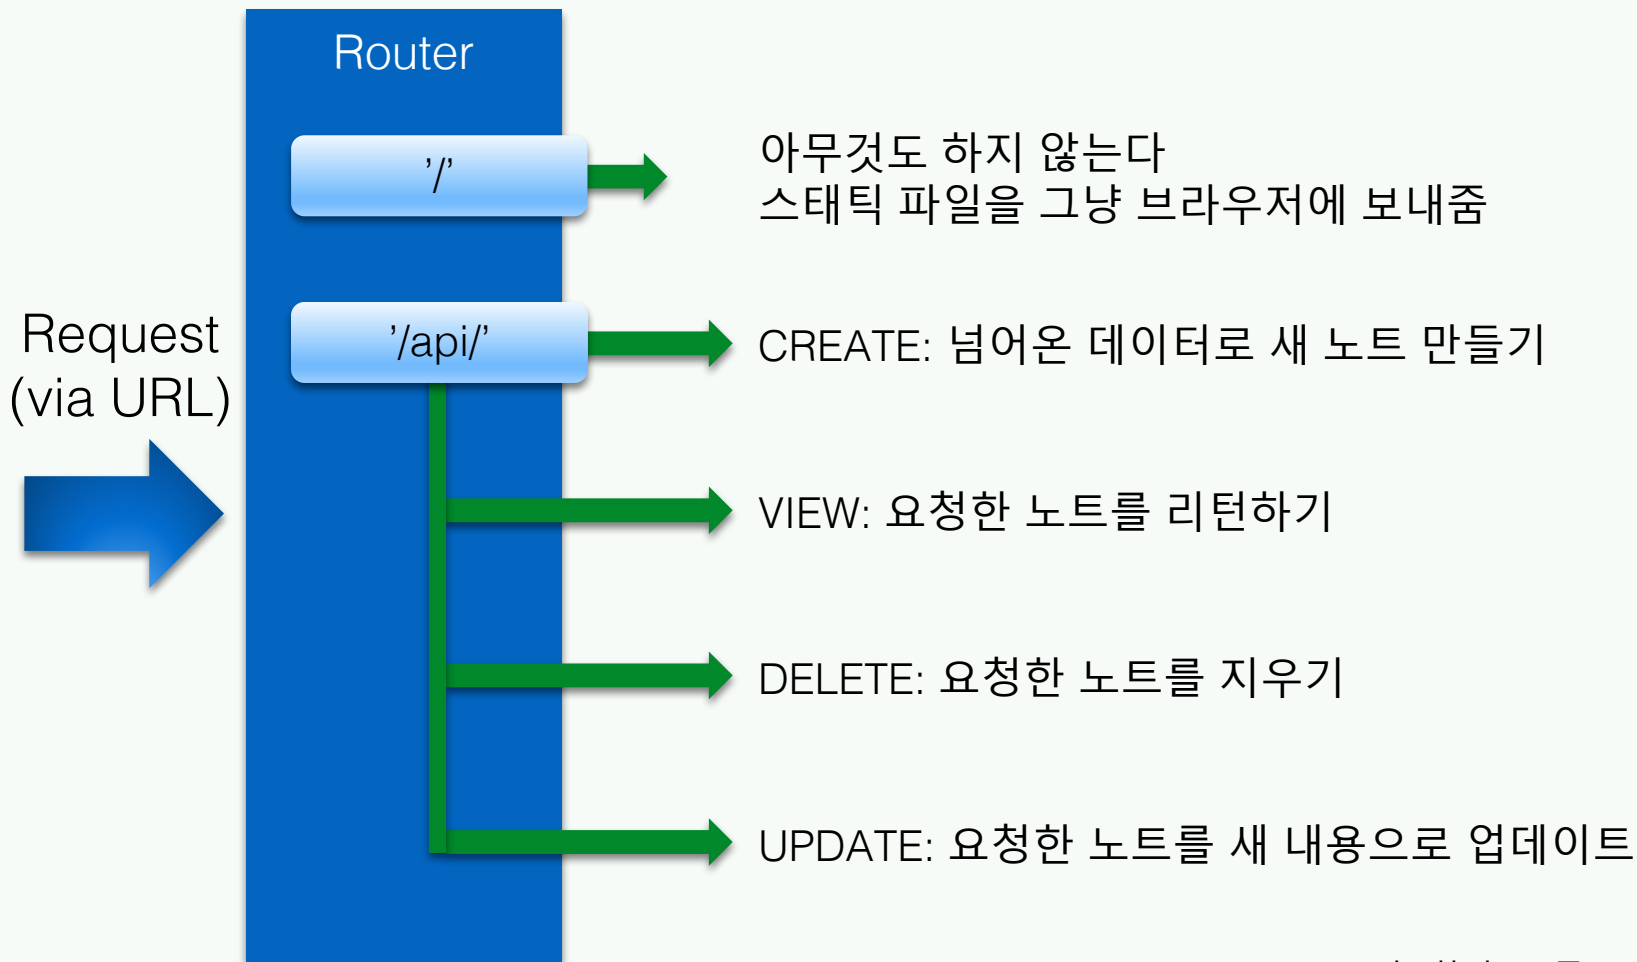 Router
'/'
아무것도 하지 않는다
스태틱 파일을 그냥 브라우저에 보내줌
Request
(via URL)
'/api/'
CREATE: 넘어온 데이터로 새 노트 만들기
VIEW: 요청한 노트를 리턴하기
DELETE: 요청한 노트를 지우기
UPDATE: 요청한 노트를 새 내용으로 업데이트